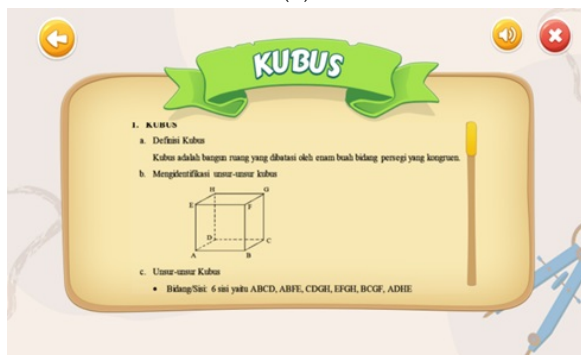 KUBUS
1. KUBUS
a. Definisi Kubus
Kubus adalah bangun ruang yang dibatasi oleh enam buah bidang persegi yang kongruen.
b. Mengidentifikasi unsur-unsur kubus
H G
E F
D C
A B
c. Unsur-unsur Kubus
• Bidang/Sisi: 6 sisi yaitu ABCD, ABFE, CDGH, EFGH, BCGF, ADHE